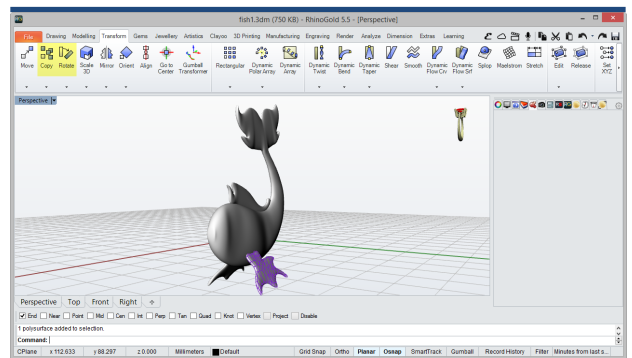 fish1.3dm (750 KB) - RhinoGold 5.5 - [Perspective]
File Drawing Modelling Transform Gems Jewellery Artistics Clayoo 3D Printing Manufacturing Engraving Render Analyze Dimension Extras Learning
Move Copy Rotate Scale 3D Mirror Orient Align Go to Center Gumball Transformer Rectangular Dynamic Polar Array Dynamic Array Dynamic Twist Dynamic Bend Dynamic Taper Shear Smooth Dynamic Flow Crv Dynamic Flow Srf Splop Maelstrom Stretch Edit Release Set XYZ
Perspective
Perspective Top Front Right
End Near Point Mid Cen Int Perp Tan Quad Knot Vertex Project Disable
1 polysurface added to selection.
Command:
CPlane x 112.633 y 88.297 z 0.000 Millimeters Default Grid Snap Ortho Planar Osnap SmartTrack Gumball Record History Filter Minutes from last s...